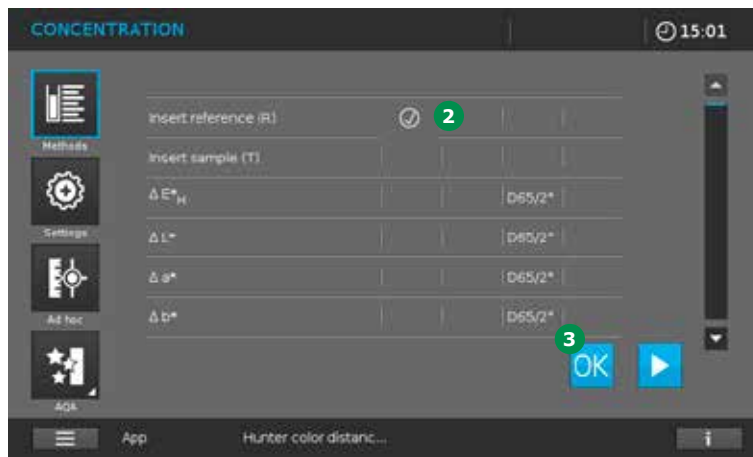 CONCENTRATION 15:01
Methods
Settings
Ad hoc
AQA
Insert reference (R) 2
Insert sample (T)
Δ E*H D65/2°
Δ L* D65/2°
Δ a* D65/2°
Δ b* D65/2°
3
OK
App Hunter color distanc...
i